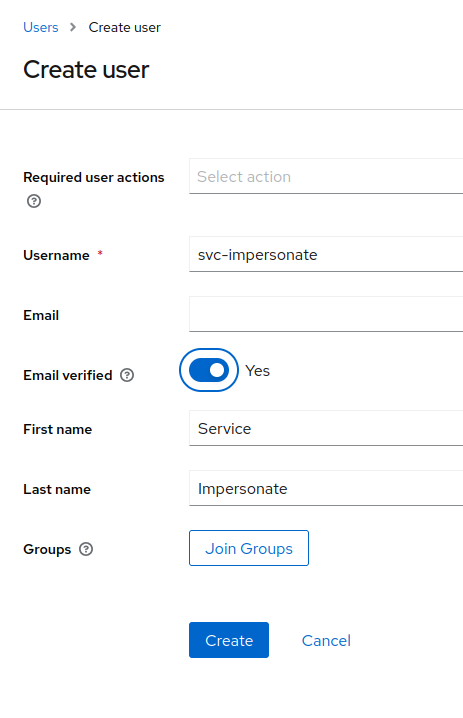 Users > Create user
Create user
Required user actions ? Select action
Username * svc-impersonate
Email
Email verified ? Yes
First name Service
Last name Impersonate
Groups ? Join Groups
Create Cancel